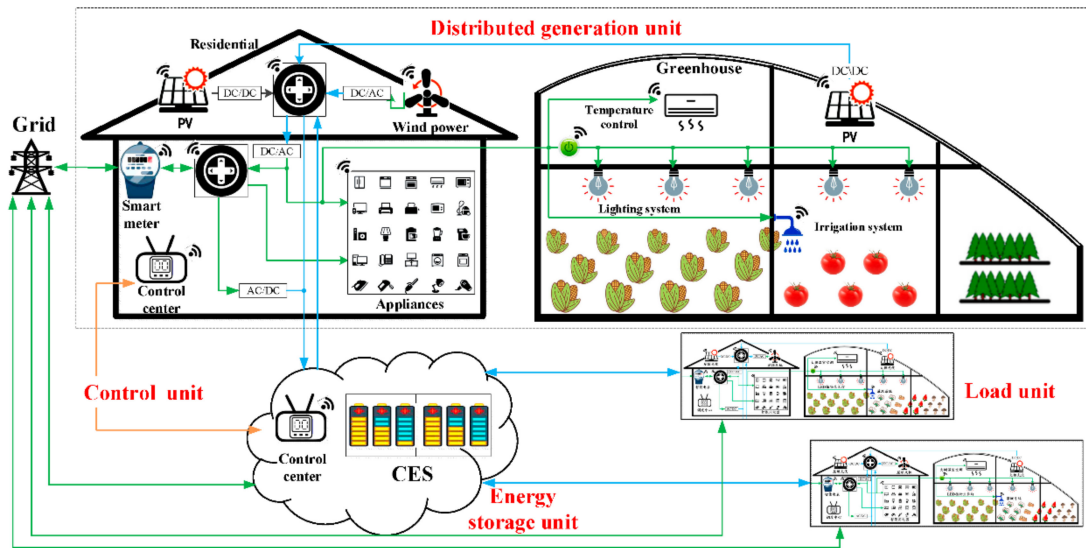 Distributed generation unit
Residential
DC/DC
DC/AC
PV
Wind power
Greenhouse
DC\DC
Temperature
control
PV
Grid
DC/AC
Smart
meter
Lighting system
Irrigation system
Control
center
AC/DC
Appliances
Control unit
Load unit
Control
center
CES
Energy
storage unit